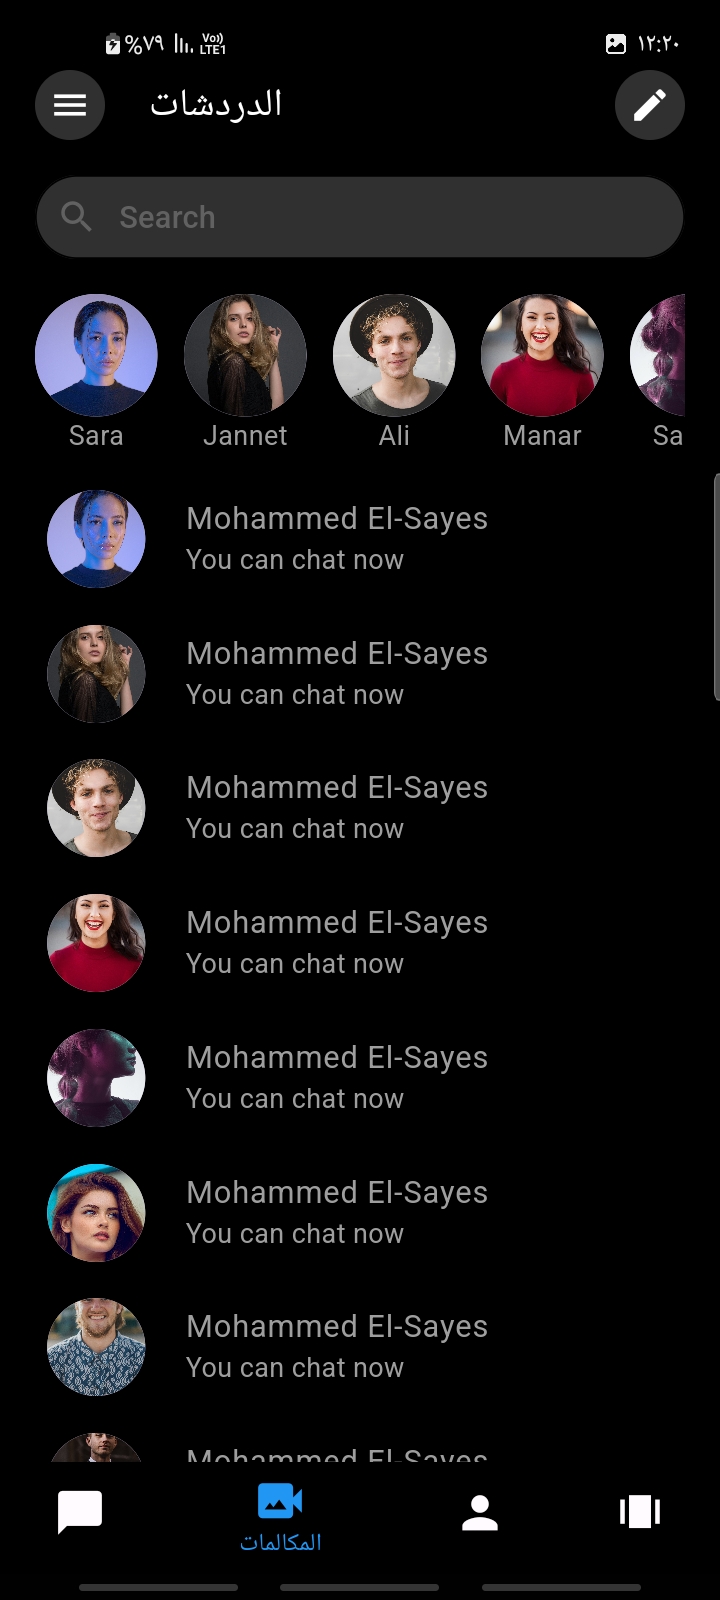 %٧٩ Vo)) LTE1 ١٢:٢٠
الدردشات
Search
Sara Jannet Ali Manar Sa
Mohammed El-Sayes
You can chat now
Mohammed El-Sayes
You can chat now
Mohammed El-Sayes
You can chat now
Mohammed El-Sayes
You can chat now
Mohammed El-Sayes
You can chat now
Mohammed El-Sayes
You can chat now
Mohammed El-Sayes
You can chat now
Mohammed El-Sayes
المكالمات